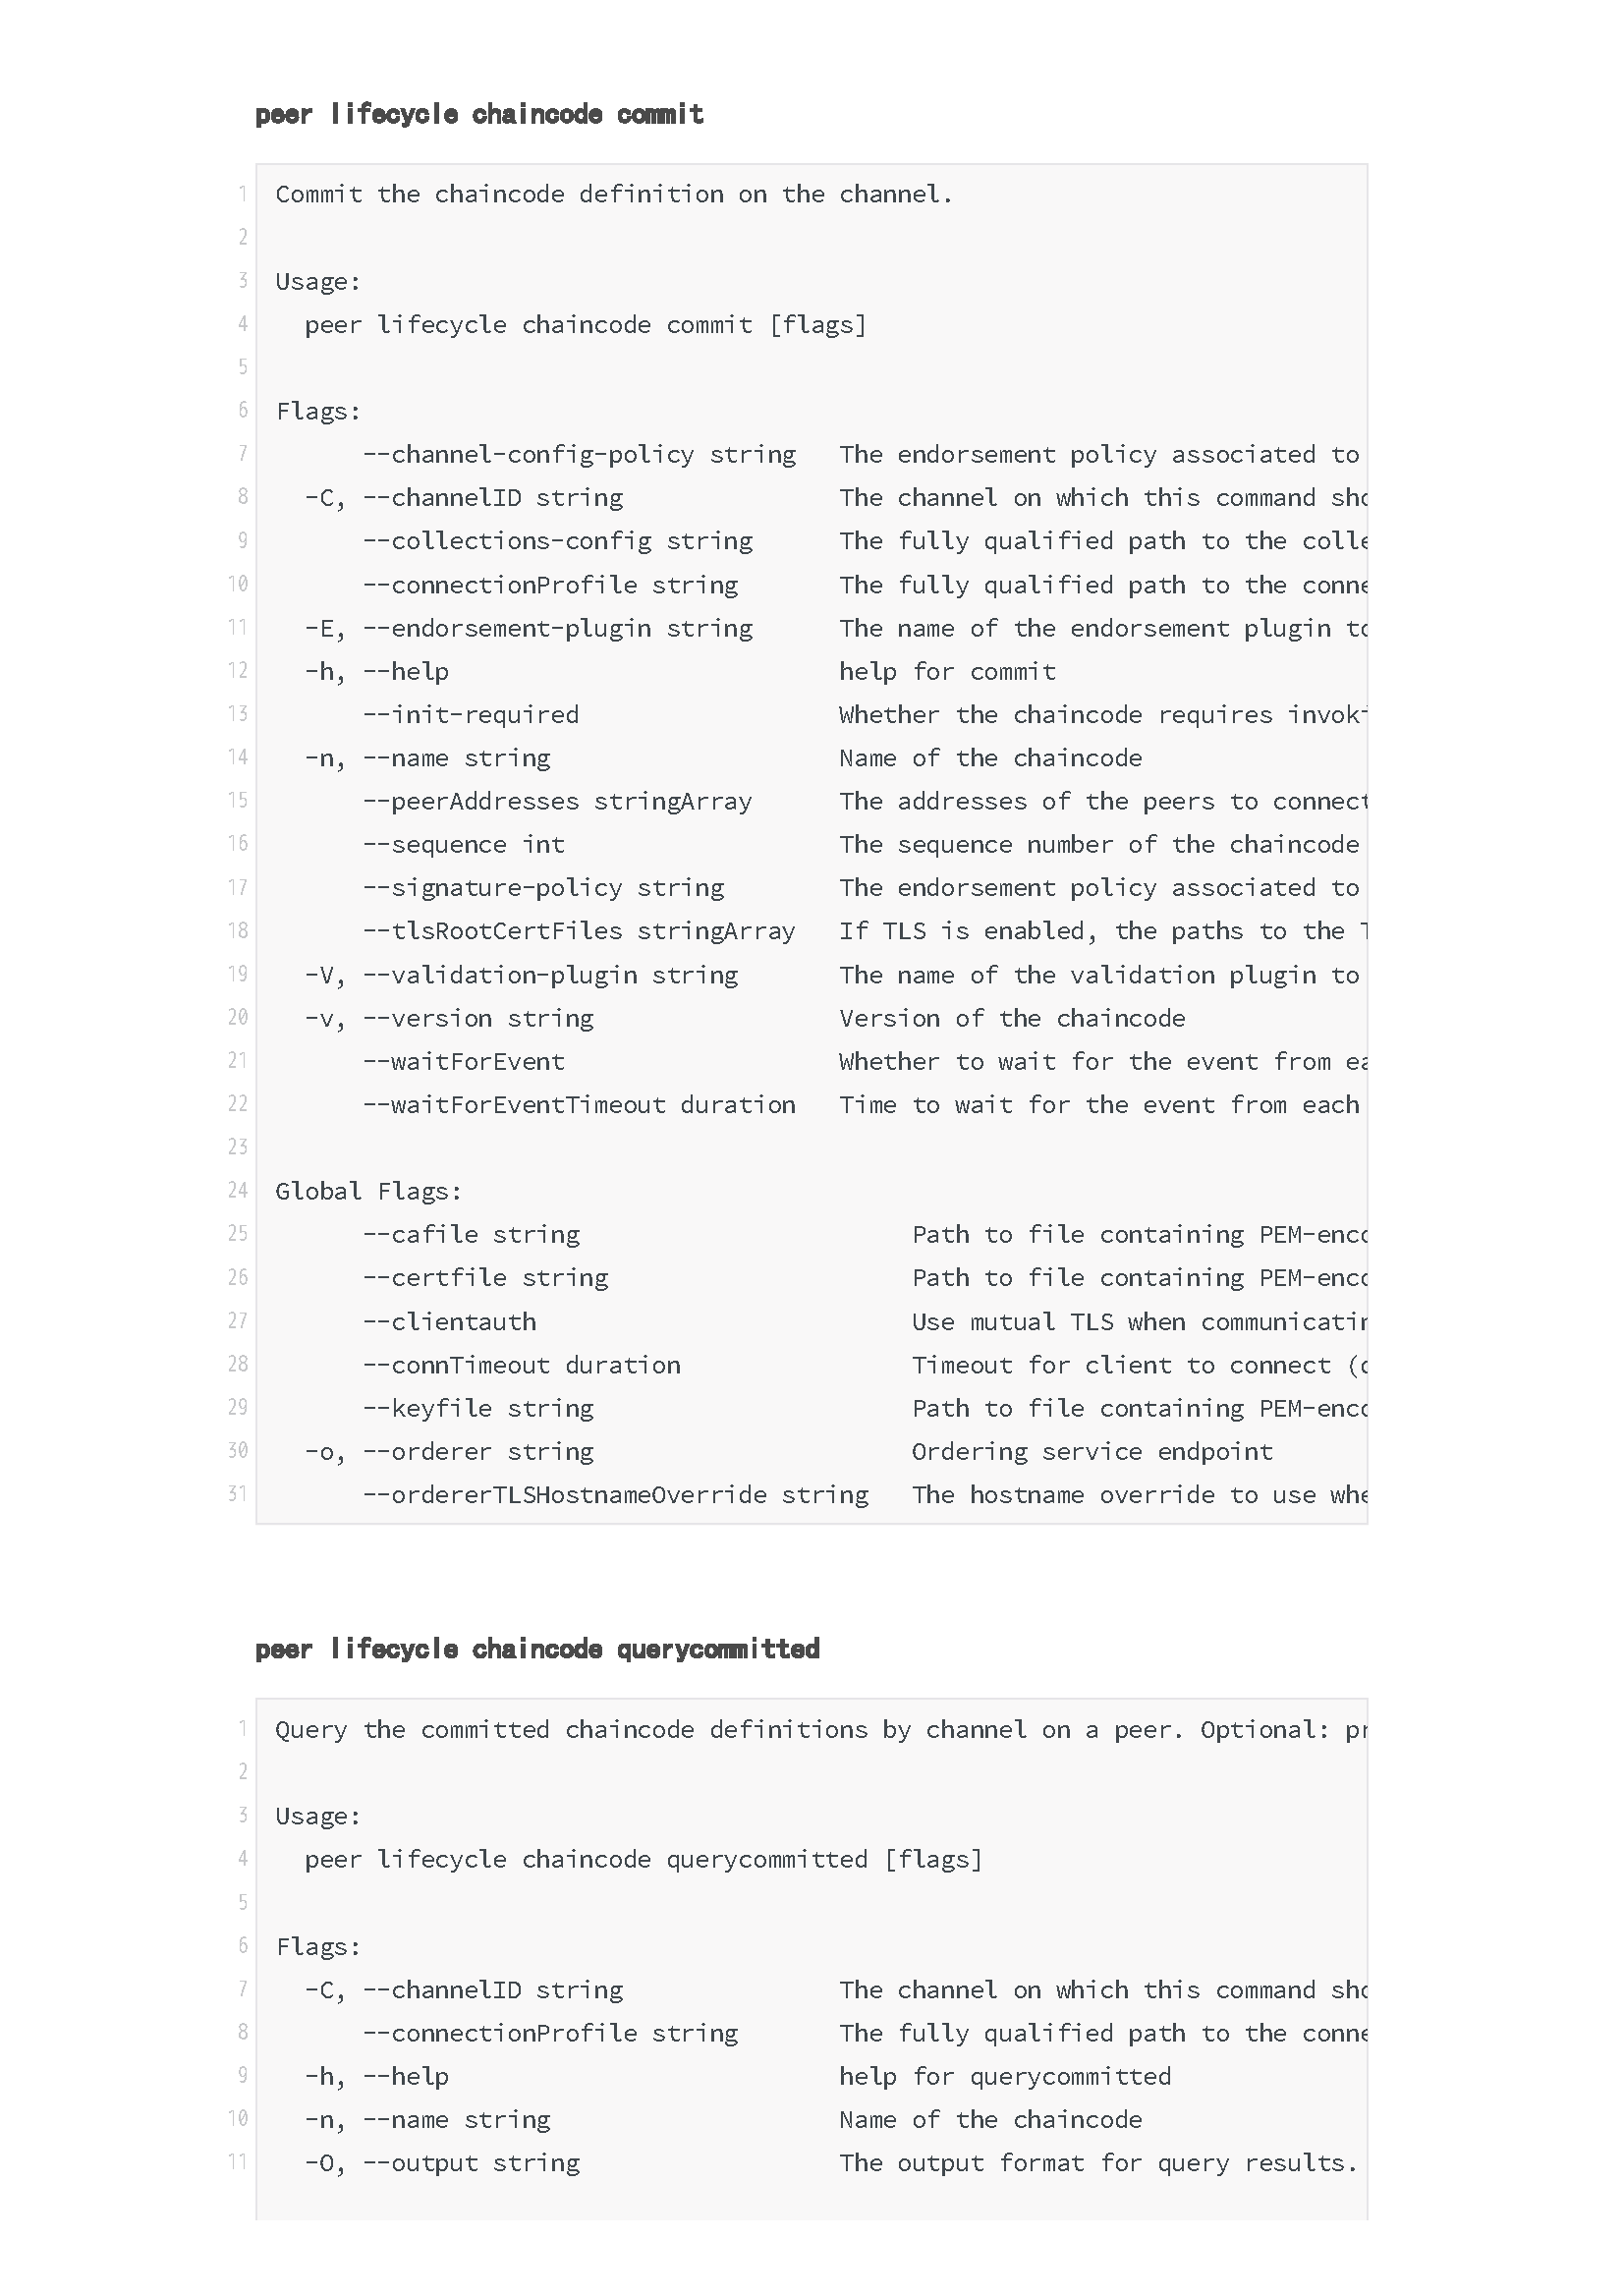 peer lifecycle chaincode commit
1 Commit the chaincode definition on the channel.
2
3 Usage:
4   peer lifecycle chaincode commit [flags]
5
6 Flags:
7       --channel-config-policy string   The endorsement policy associated to
8   -C, --channelID string               The channel on which this command sho
9       --collections-config string      The fully qualified path to the colle
10       --connectionProfile string       The fully qualified path to the conne
11   -E, --endorsement-plugin string      The name of the endorsement plugin to
12   -h, --help                           help for commit
13       --init-required                  Whether the chaincode requires invoki
14   -n, --name string                    Name of the chaincode
15       --peerAddresses stringArray      The addresses of the peers to connect
16       --sequence int                   The sequence number of the chaincode
17       --signature-policy string        The endorsement policy associated to
18       --tlsRootCertFiles stringArray   If TLS is enabled, the paths to the T
19   -V, --validation-plugin string       The name of the validation plugin to
20   -v, --version string                 Version of the chaincode
21       --waitForEvent                   Whether to wait for the event from ea
22       --waitForEventTimeout duration   Time to wait for the event from each
23
24 Global Flags:
25       --cafile string                       Path to file containing PEM-enco
26       --certfile string                     Path to file containing PEM-enco
27       --clientauth                          Use mutual TLS when communicatin
28       --connTimeout duration                Timeout for client to connect (d
29       --keyfile string                      Path to file containing PEM-enco
30   -o, --orderer string                      Ordering service endpoint
31       --ordererTLSHostnameOverride string   The hostname override to use whe
peer lifecycle chaincode querycommitted
1 Query the committed chaincode definitions by channel on a peer. Optional: pr
2
3 Usage:
4   peer lifecycle chaincode querycommitted [flags]
5
6 Flags:
7   -C, --channelID string               The channel on which this command sho
8       --connectionProfile string       The fully qualified path to the conne
9   -h, --help                           help for querycommitted
10   -n, --name string                    Name of the chaincode
11   -O, --output string                  The output format for query results.